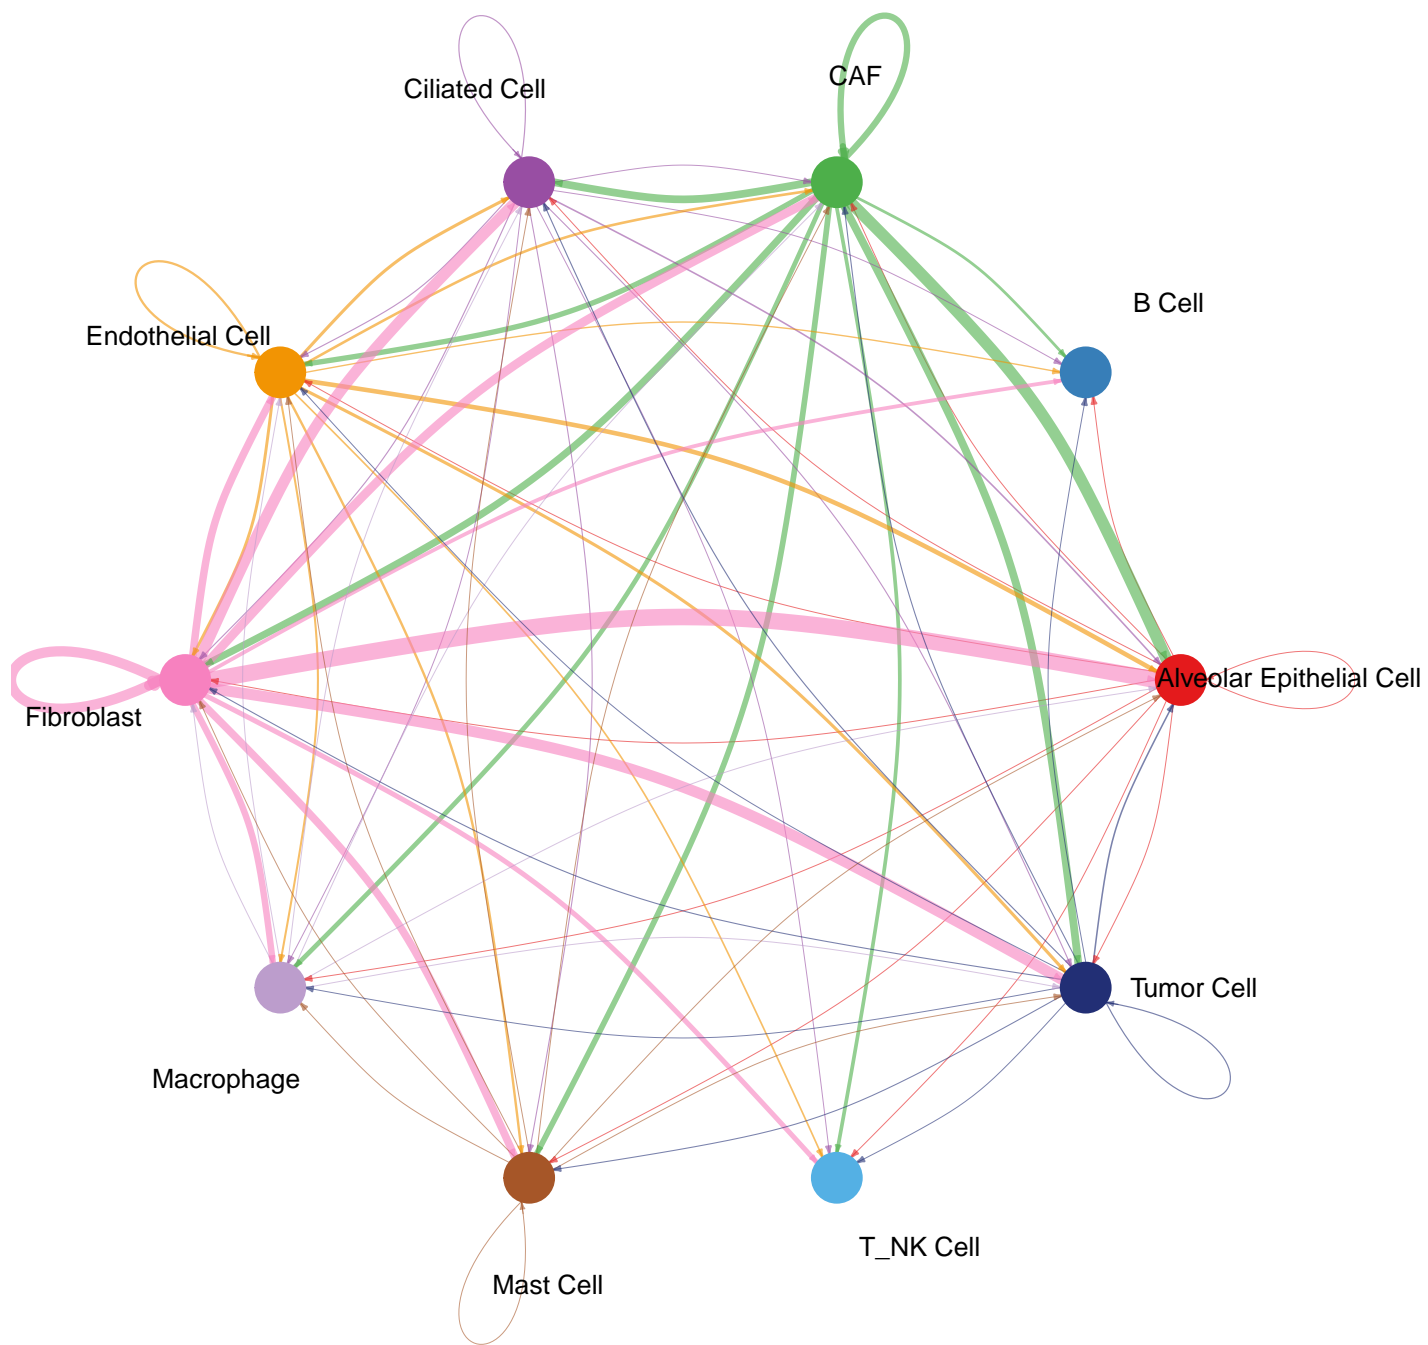 CAF
Ciliated Cell
B Cell
Endothelial Cell
Alveolar Epithelial Cell
Fibroblast
Tumor Cell
Macrophage
T_NK Cell
Mast Cell